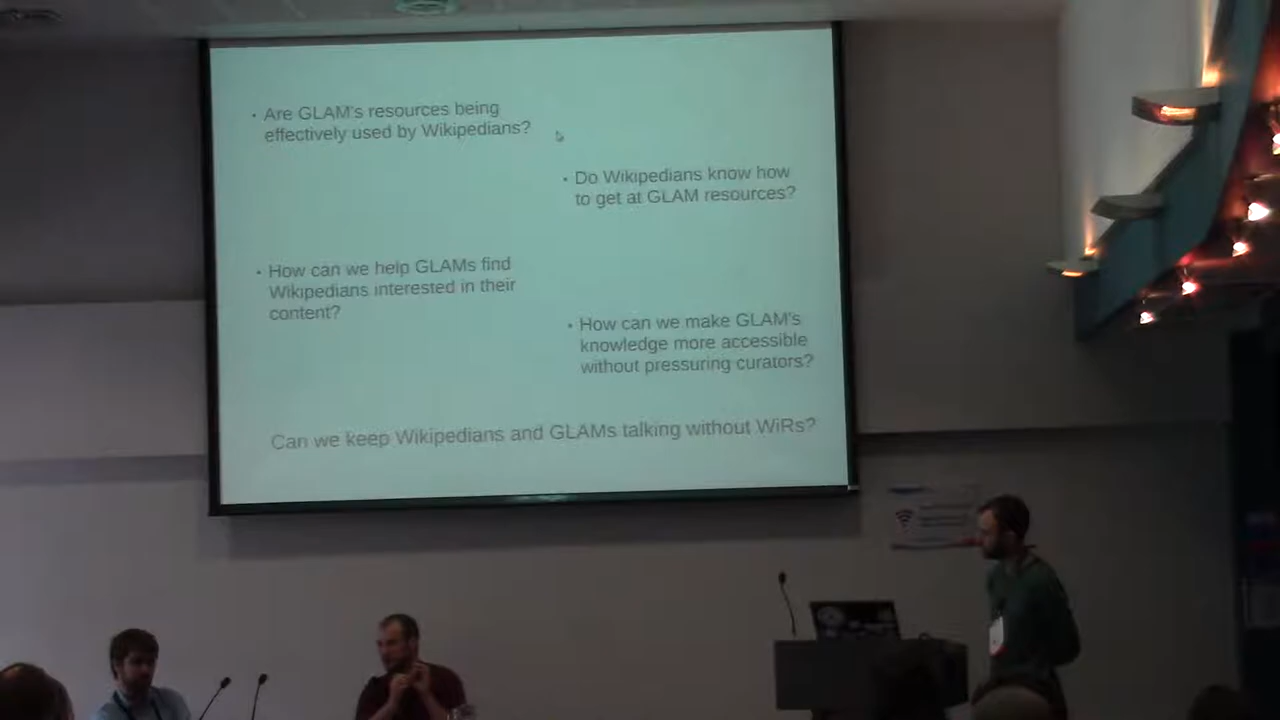 • Are GLAM's resources being
effectively used by Wikipedians?
• Do Wikipedians know how
to get at GLAM resources?
• How can we help GLAMs find
Wikipedians interested in their
content?
• How can we make GLAM's
knowledge more accessible
without pressuring curators?
Can we keep Wikipedians and GLAMs talking without WiRs?